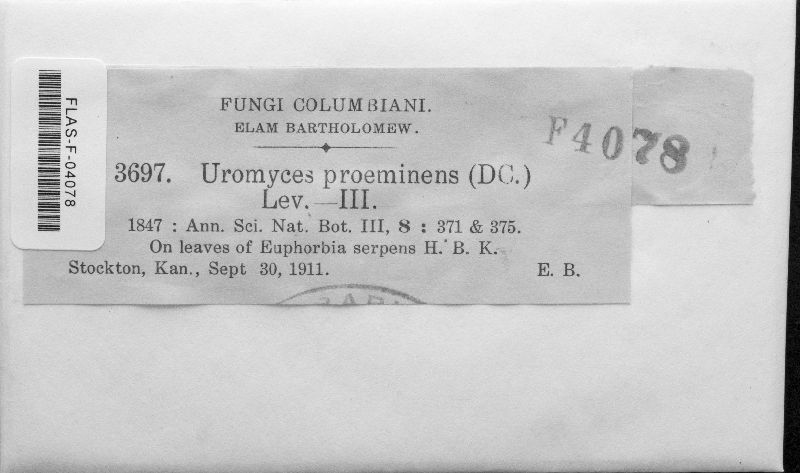 FUNGI COLUMBIANI.
ELAM BARTHOLOMEW.
F4078
FLAS-F-04078
3697. Uromyces proeminens (DC.)
Lev.—III.
1847 : Ann. Sci. Nat. Bot. III, 8 : 371 & 375.
On leaves of Euphorbia serpens H. B. K.
Stockton, Kan., Sept 30, 1911. E. B.